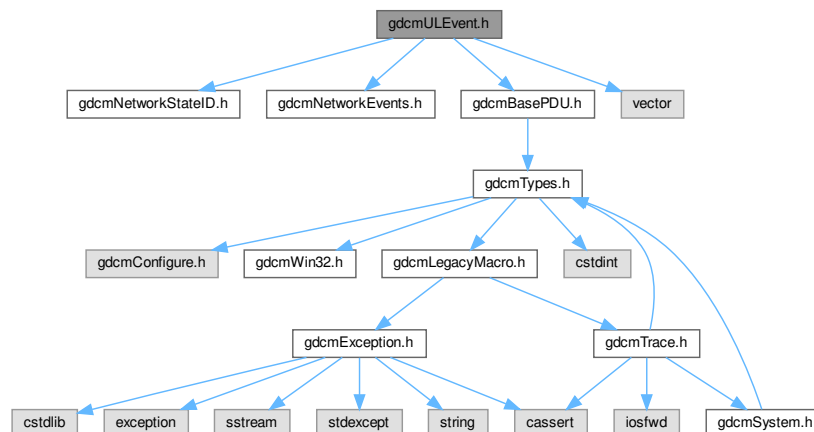 gdcmULEvent.h
gdcmNetworkStateID.h
gdcmNetworkEvents.h
gdcmBasePDU.h
vector
gdcmTypes.h
gdcmConfigure.h
gdcmWin32.h
gdcmLegacyMacro.h
cstdint
gdcmException.h
gdcmTrace.h
cstdlib
exception
sstream
stdexcept
string
cassert
iosfwd
gdcmSystem.h